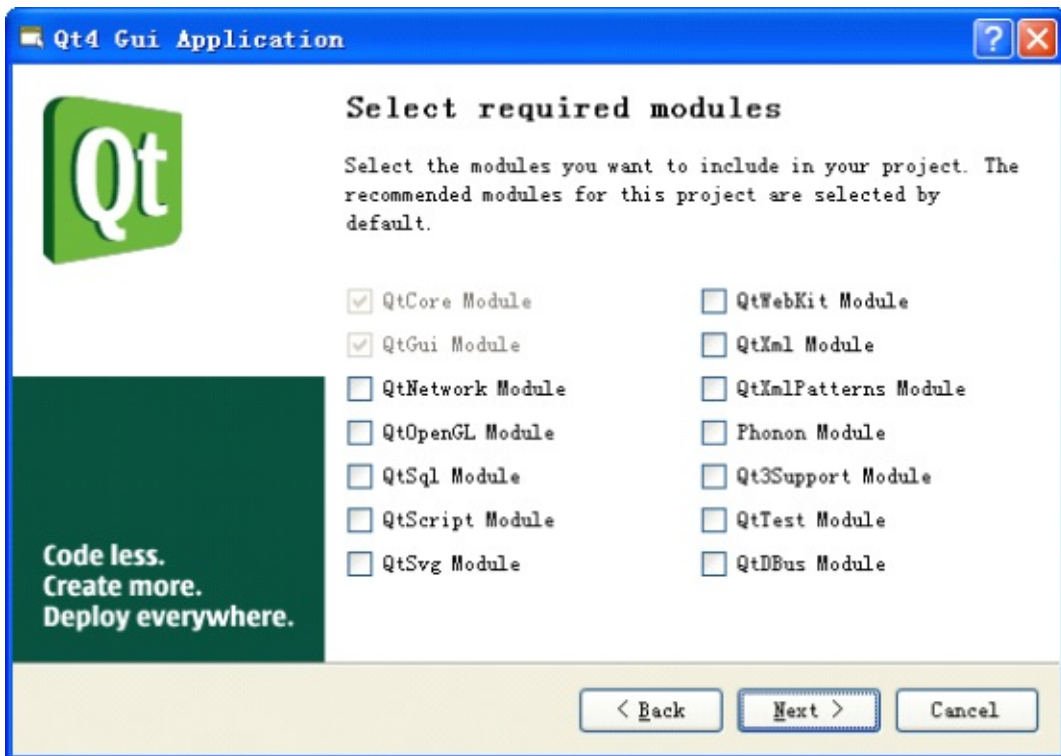 Qt4 Gui Application
Qt
Select required modules
Select the modules you want to include in your project. The
recommended modules for this project are selected by
default.
QtCore Module
QtGui Module
QtNetwork Module
QtOpenGL Module
QtSql Module
QtScript Module
QtSvg Module
QtWebKit Module
QtXml Module
QtXmlPatterns Module
Phonon Module
Qt3Support Module
QtTest Module
QtDBus Module
Code less.
Create more.
Deploy everywhere.
< Back
Next >
Cancel